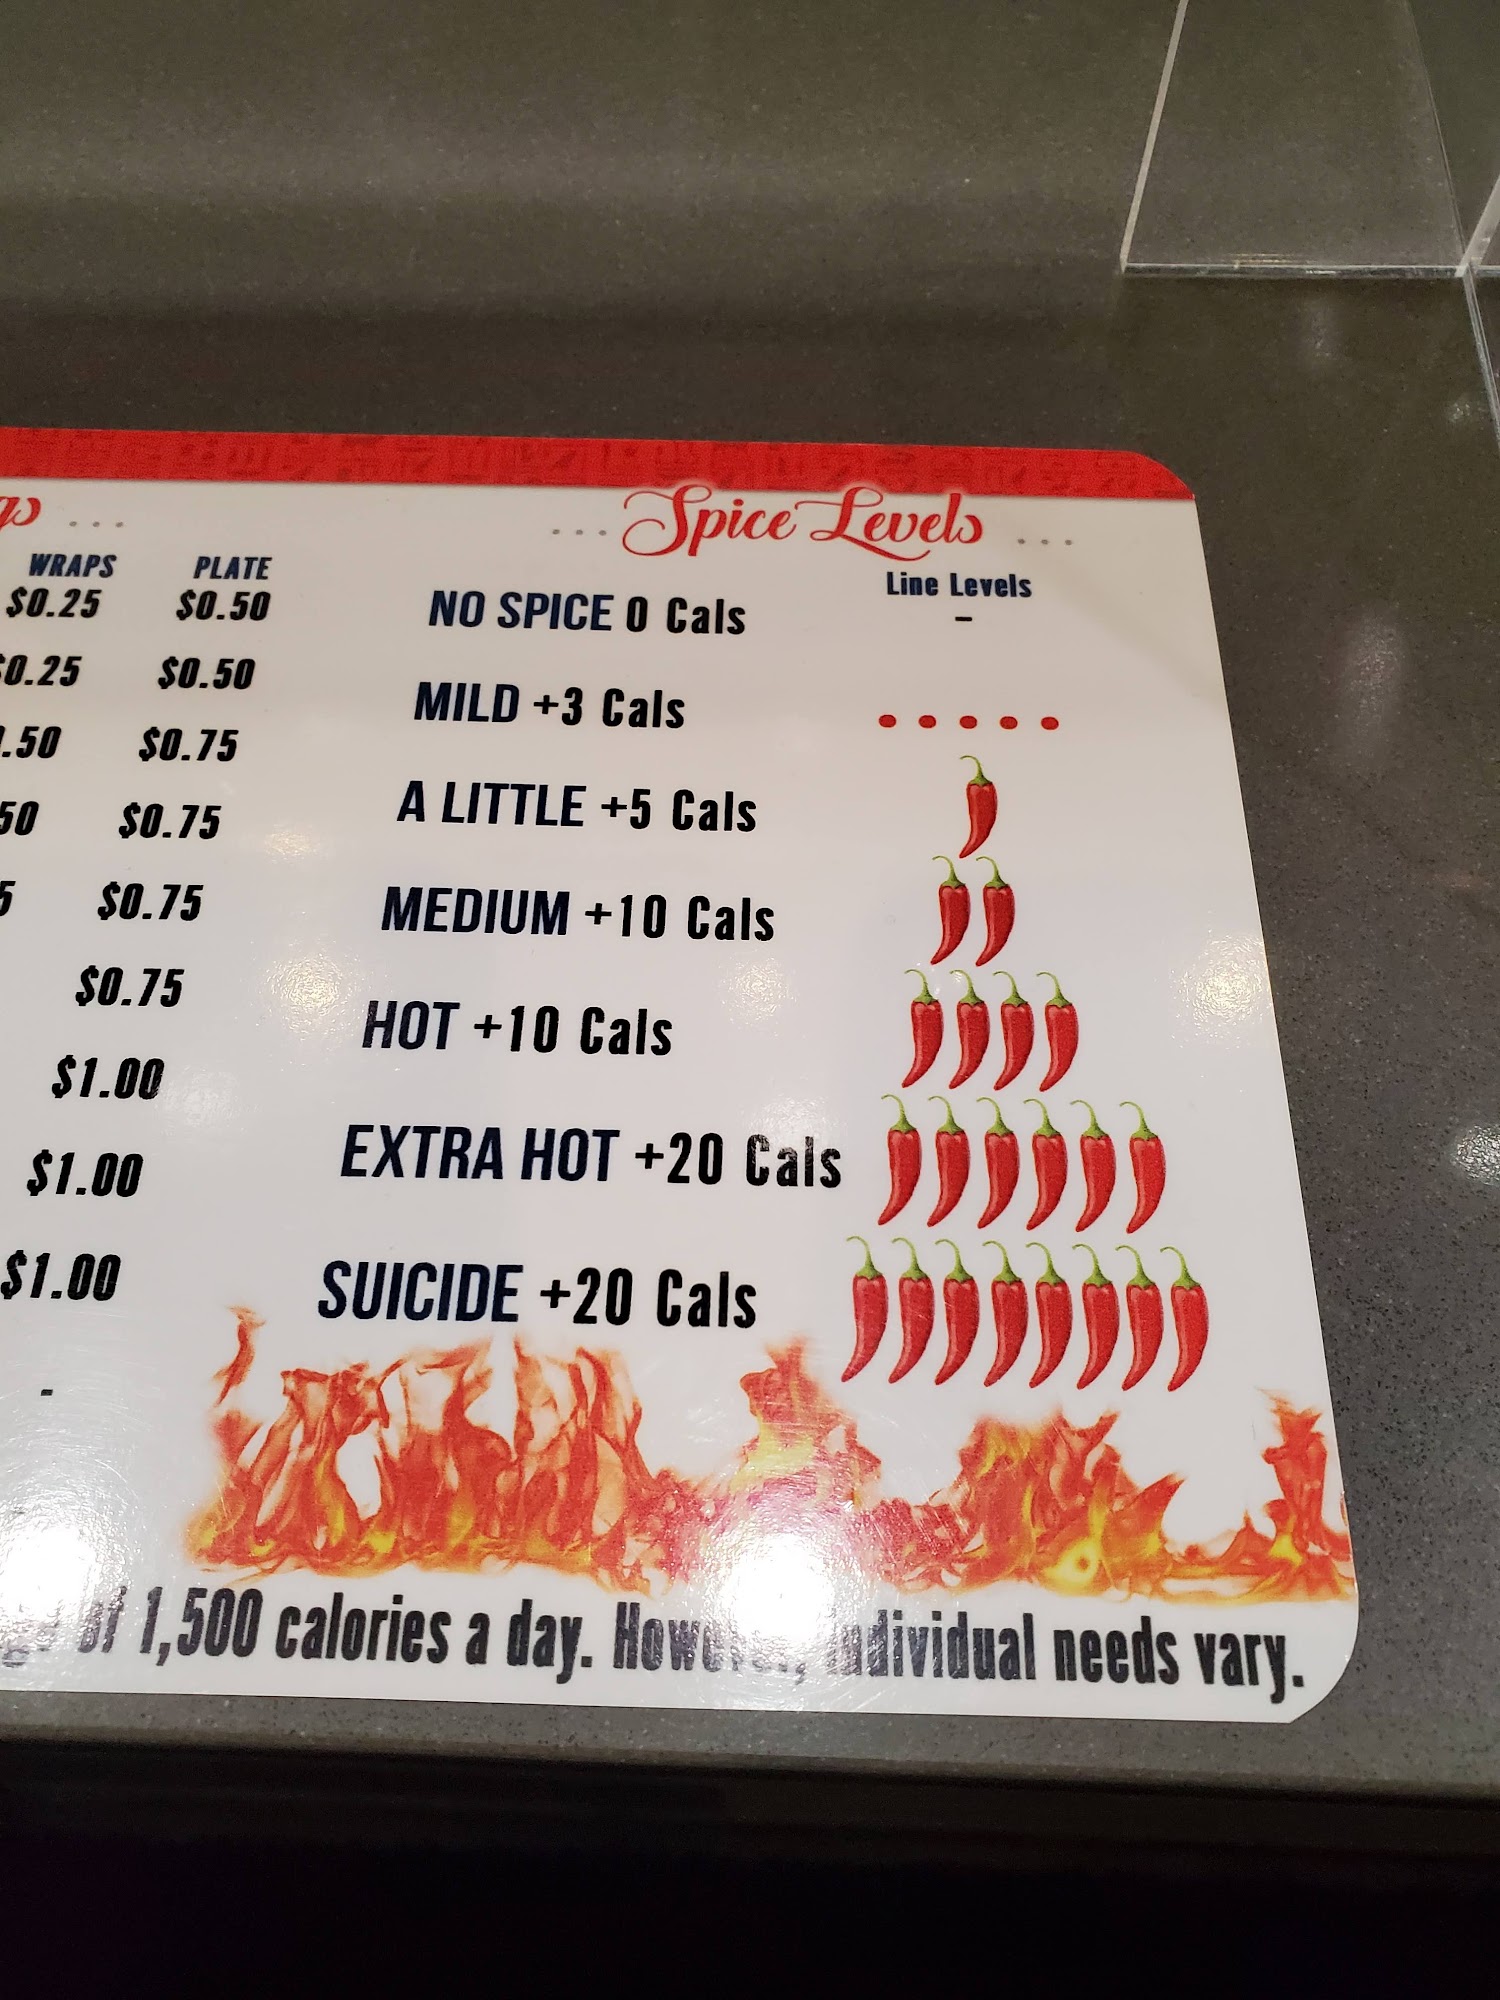 ... Spice Levels ...
WRAPS PLATE
Line Levels
$0.25 $0.50
NO SPICE 0 Cals -
$0.50
MILD +3 Cals
$0.75
A LITTLE +5 Cals
$0.75
MEDIUM +10 Cals
$0.75
HOT +10 Cals
$0.75
$1.00
EXTRA HOT +20 Cals
$1.00
SUICIDE +20 Cals
$1.00
-
of 1,500 calories a day. However, individual needs vary.